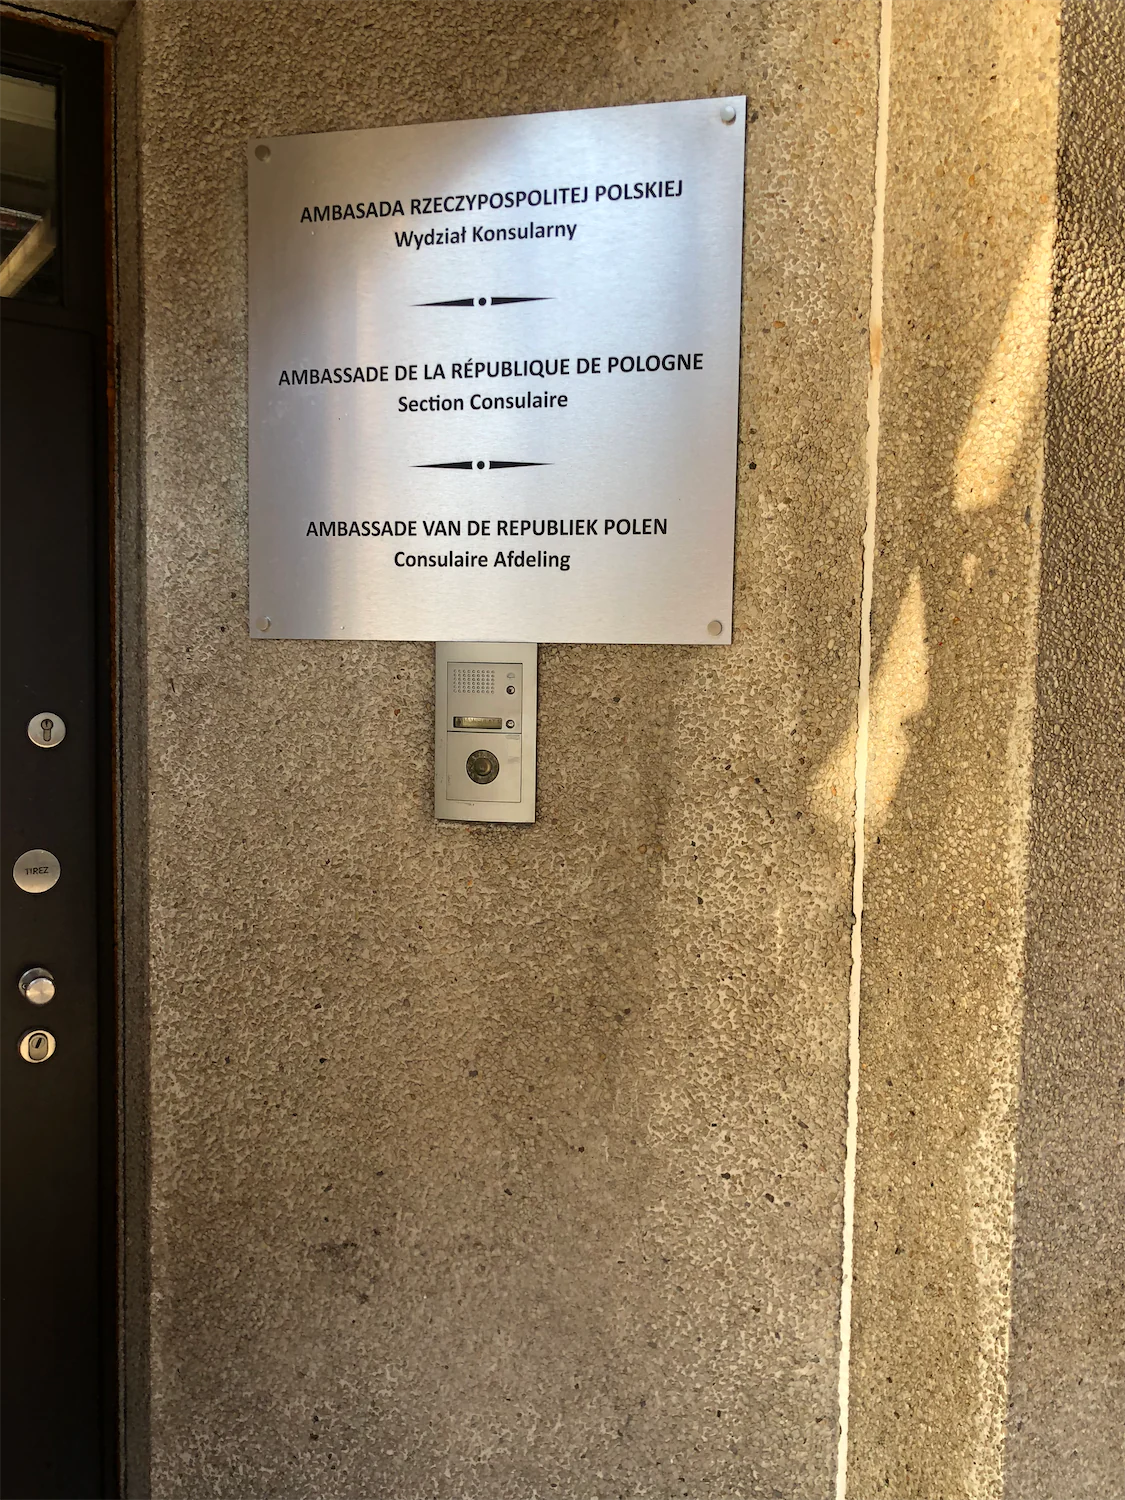 AMBASADA RZECZYPOSPOLITEJ POLSKIEJ
Wydział Konsularny
AMBASSADE DE LA RÉPUBLIQUE DE POLOGNE
Section Consulaire
AMBASSADE VAN DE REPUBLIEK POLEN
Consulaire Afdeling
TIREZ